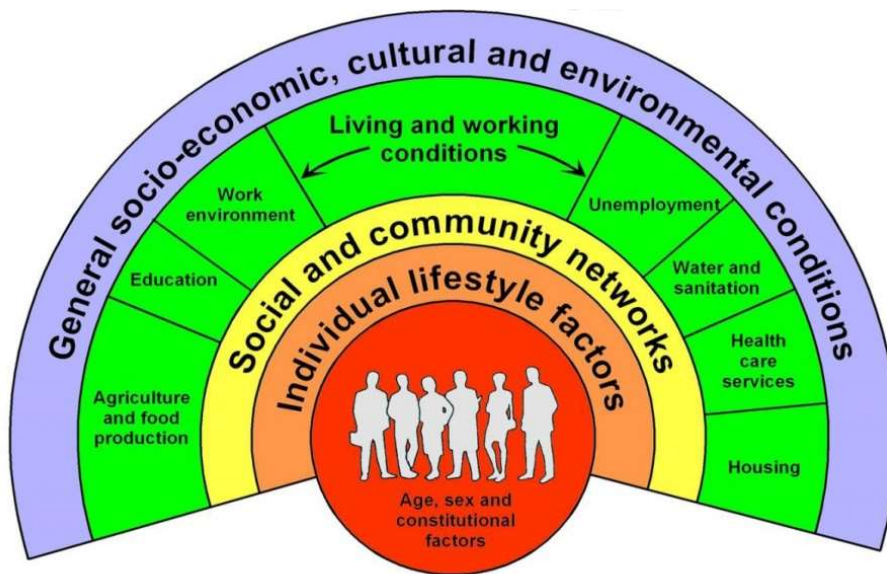 General socio-economic, cultural and environmental conditions
Living and working
conditions
Agriculture
and food
production
Education
Work
environment
Unemployment
Water and
sanitation
Health
care
services
Housing
Social and community networks
Individual lifestyle factors
Age, sex and
constitutional
factors